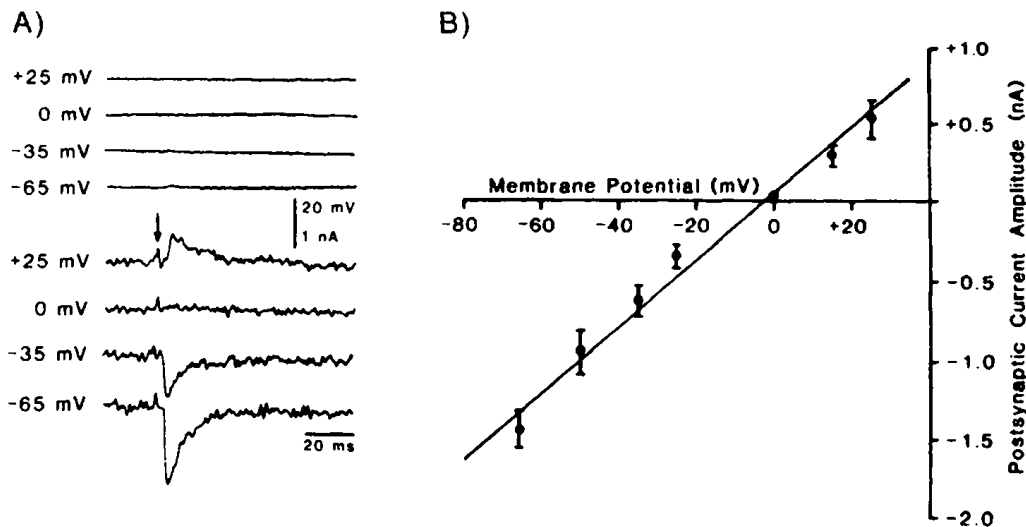 A)
+25 mV
0 mV
-35 mV
-65 mV
20 mV
1 nA
+25 mV
0 mV
-35 mV
-65 mV
20 ms
B)
Membrane Potential (mV)
-80 -60 -40 -20 0 +20
+1.0
+0.5
-0.5
-1.0
-1.5
-2.0
Postsynaptic Current Amplitude (nA)